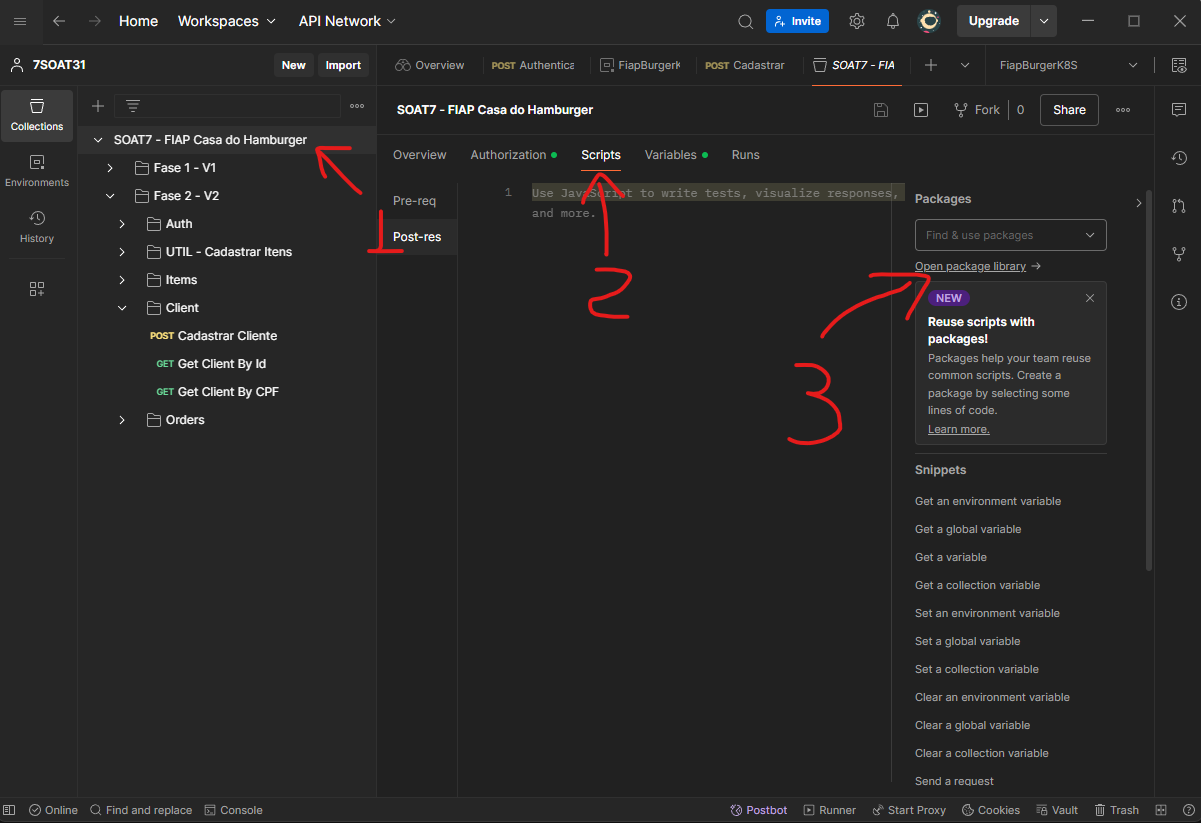 Home Workspaces API Network Invite Upgrade
7SOAT31 New Import
Overview POST Authentica FiapBurgerK POST Cadastrar SOAT7 - FIA FiapBurgerK8S
Collections
Environments
History
SOAT7 - FIAP Casa do Hamburger
Fase 1 - V1
Fase 2 - V2
Auth
UTIL - Cadastrar Itens
Items
Client
POST Cadastrar Cliente
GET Get Client By Id
GET Get Client By CPF
Orders
1
SOAT7 - FIAP Casa do Hamburger Fork 0 Share
Overview Authorization Scripts Variables Runs
Pre-req
Post-res
1 Use JavaScript to write tests, visualize responses,
and more.
2
3
Packages
Find & use packages
Open package library →
NEW
Reuse scripts with
packages!
Packages help your team reuse
common scripts. Create a
package by selecting some
lines of code.
Learn more.
Snippets
Get an environment variable
Get a global variable
Get a variable
Get a collection variable
Set an environment variable
Set a global variable
Set a collection variable
Clear an environment variable
Clear a global variable
Clear a collection variable
Send a request
Online Find and replace Console Postbot Runner Start Proxy Cookies Vault Trash